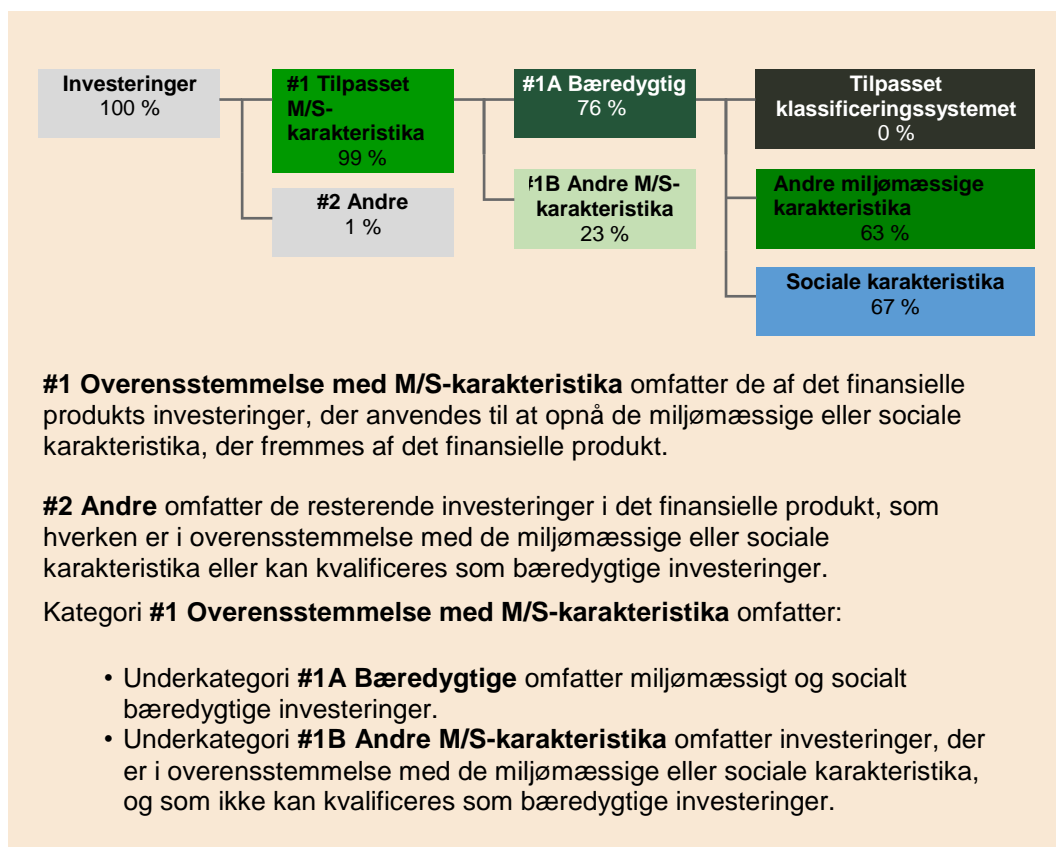 Investeringer
100 %
#1 Tilpasset
M/S-
karakteristika
99 %
#2 Andre
1 %
#1A Bæredygtig
76 %
#1B Andre M/S-
karakteristika
23 %
Tilpasset
klassificeringssystemet
0 %
Andre miljømæssige
karakteristika
63 %
Sociale karakteristika
67 %
#1 Overensstemmelse med M/S-karakteristika omfatter de af det finansielle
produkts investeringer, der anvendes til at opnå de miljømæssige eller sociale
karakteristika, der fremmes af det finansielle produkt.
#2 Andre omfatter de resterende investeringer i det finansielle produkt, som
hverken er i overensstemmelse med de miljømæssige eller sociale
karakteristika eller kan kvalificeres som bæredygtige investeringer.
Kategori #1 Overensstemmelse med M/S-karakteristika omfatter:
• Underkategori #1A Bæredygtige omfatter miljømæssigt og socialt
bæredygtige investeringer.
• Underkategori #1B Andre M/S-karakteristika omfatter investeringer, der
er i overensstemmelse med de miljømæssige eller sociale karakteristika,
og som ikke kan kvalificeres som bæredygtige investeringer.